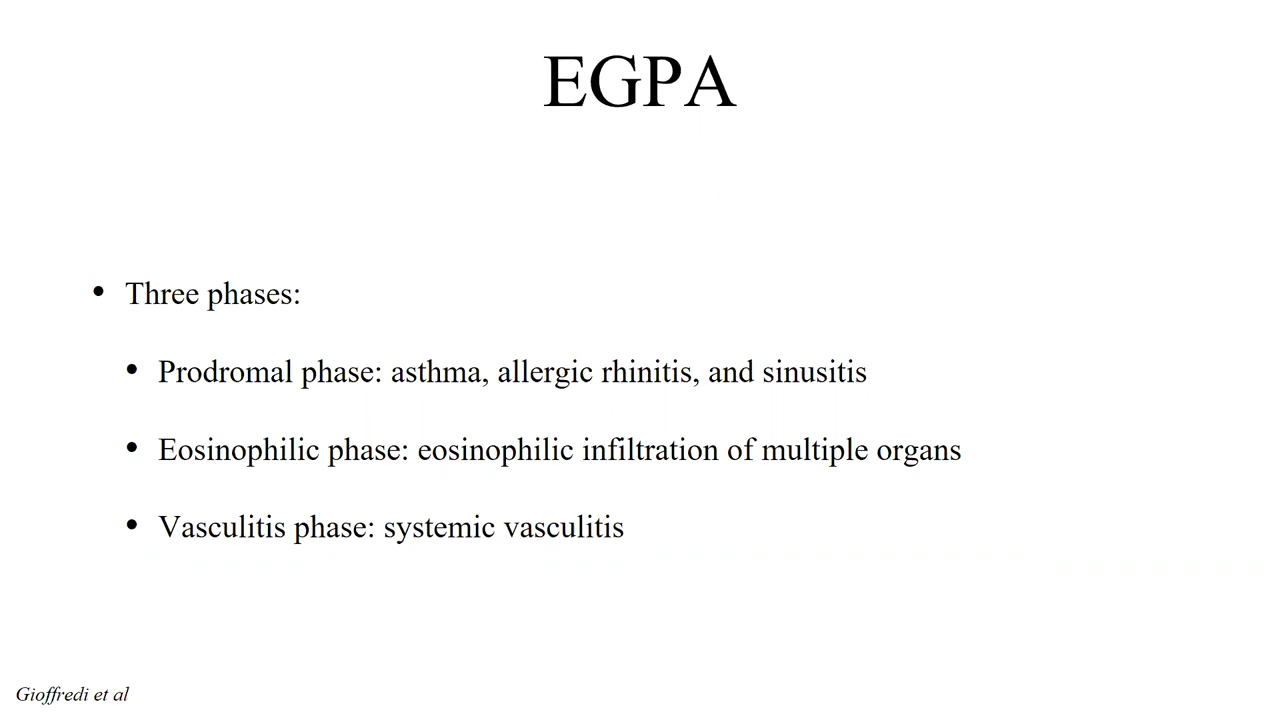 EGPA
• Three phases:
• Prodromal phase: asthma, allergic rhinitis, and sinusitis
• Eosinophilic phase: eosinophilic infiltration of multiple organs
• Vasculitis phase: systemic vasculitis
Gioffredi et al